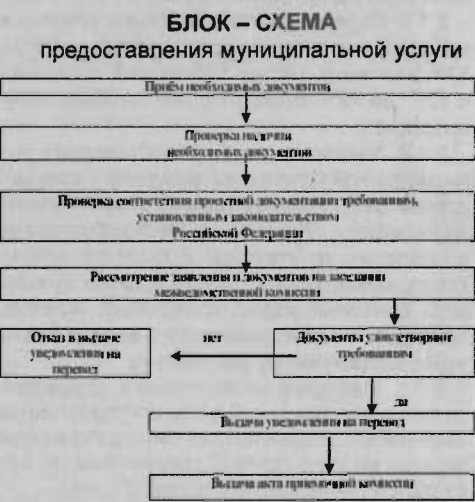 БЛОК – СХЕМА
предоставления муниципальной услуги
Приём необходимых документов
Проверка наличия
необходимых документов
Проверка соответствия проектной документации требованиям,
установленным законодательством
Российской Федерации
Рассмотрение заявления и документов на заседании
межведомственной комиссии
Отказ в выдаче
уведомления на
перевод
нет
Документы удовлетворяют
требованиям
да
Выдача уведомления на перевод
Выдача акта приемочной комиссии